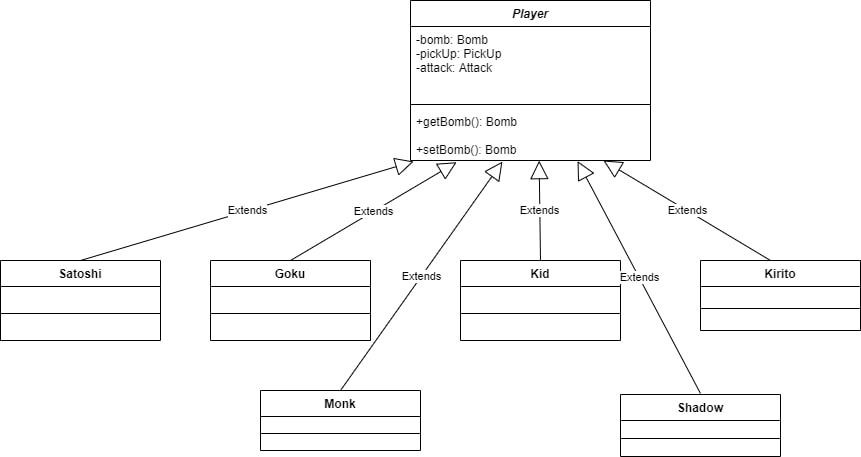 Player
-bomb: Bomb
-pickUp: PickUp
-attack: Attack
+getBomb(): Bomb
+setBomb(): Bomb
Extends
Extends
Extends
Extends
Satoshi
Goku
Kid
Kirito
Extends
Extends
Monk
Shadow